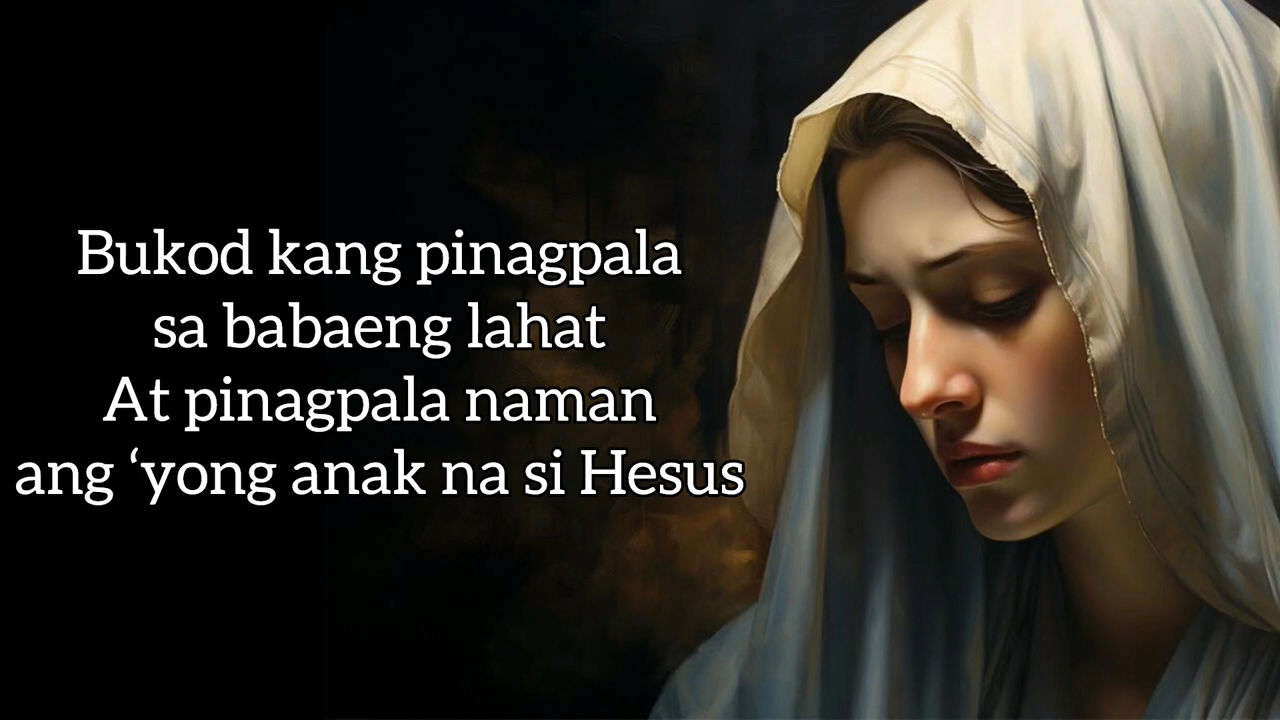 Bukod kang pinagpala
sa babaeng lahat
At pinagpala naman
ang ‘yong anak na si Hesus